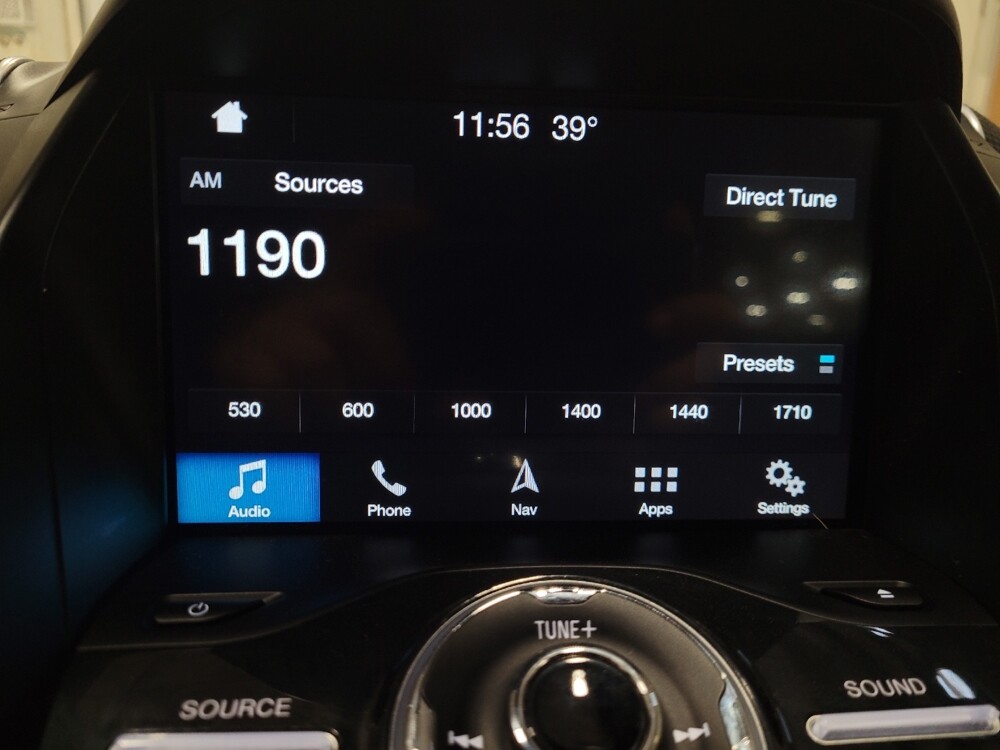 11:56 39°
AM Sources
Direct Tune
1190
Presets
530 600 1000 1400 1440 1710
Audio Phone Nav Apps Settings
TUNE+
SOURCE
SOUND